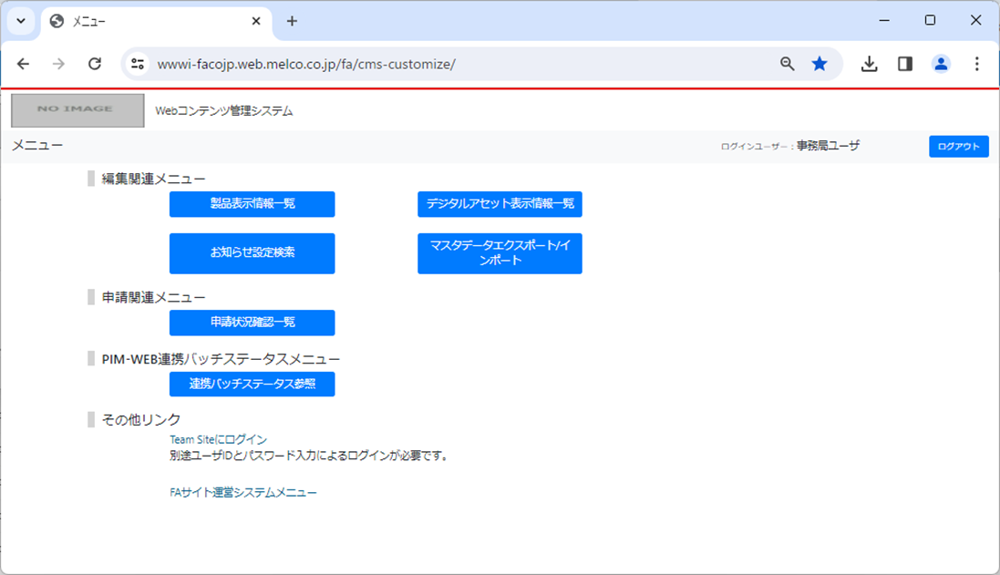 メニュー
wwwi-facojp.web.melco.co.jp/fa/cms-customize/
NO IMAGE
Webコンテンツ管理システム
メニュー
ログインユーザー：事務局ユーザ
ログアウト
編集関連メニュー
製品表示情報一覧
デジタルアセット表示情報一覧
お知らせ設定検索
マスタデータエクスポート/イ
ンポート
申請関連メニュー
申請状況確認一覧
PIM-WEB連携バッチステータスメニュー
連携バッチステータス参照
その他リンク
Team Siteにログイン
別途ユーザIDとパスワード入力によるログインが必要です。
FAサイト運営システムメニュー